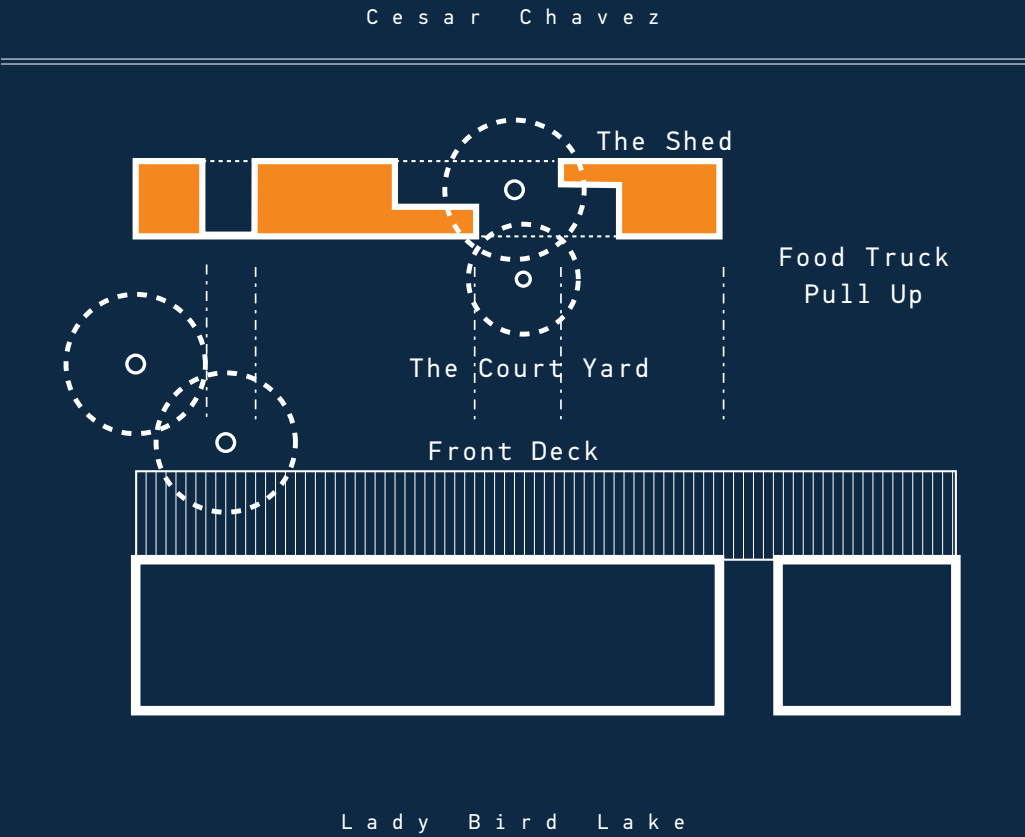 Cesar Chavez
The Shed
Food Truck
Pull Up
The Court Yard
Front Deck
Lady Bird Lake